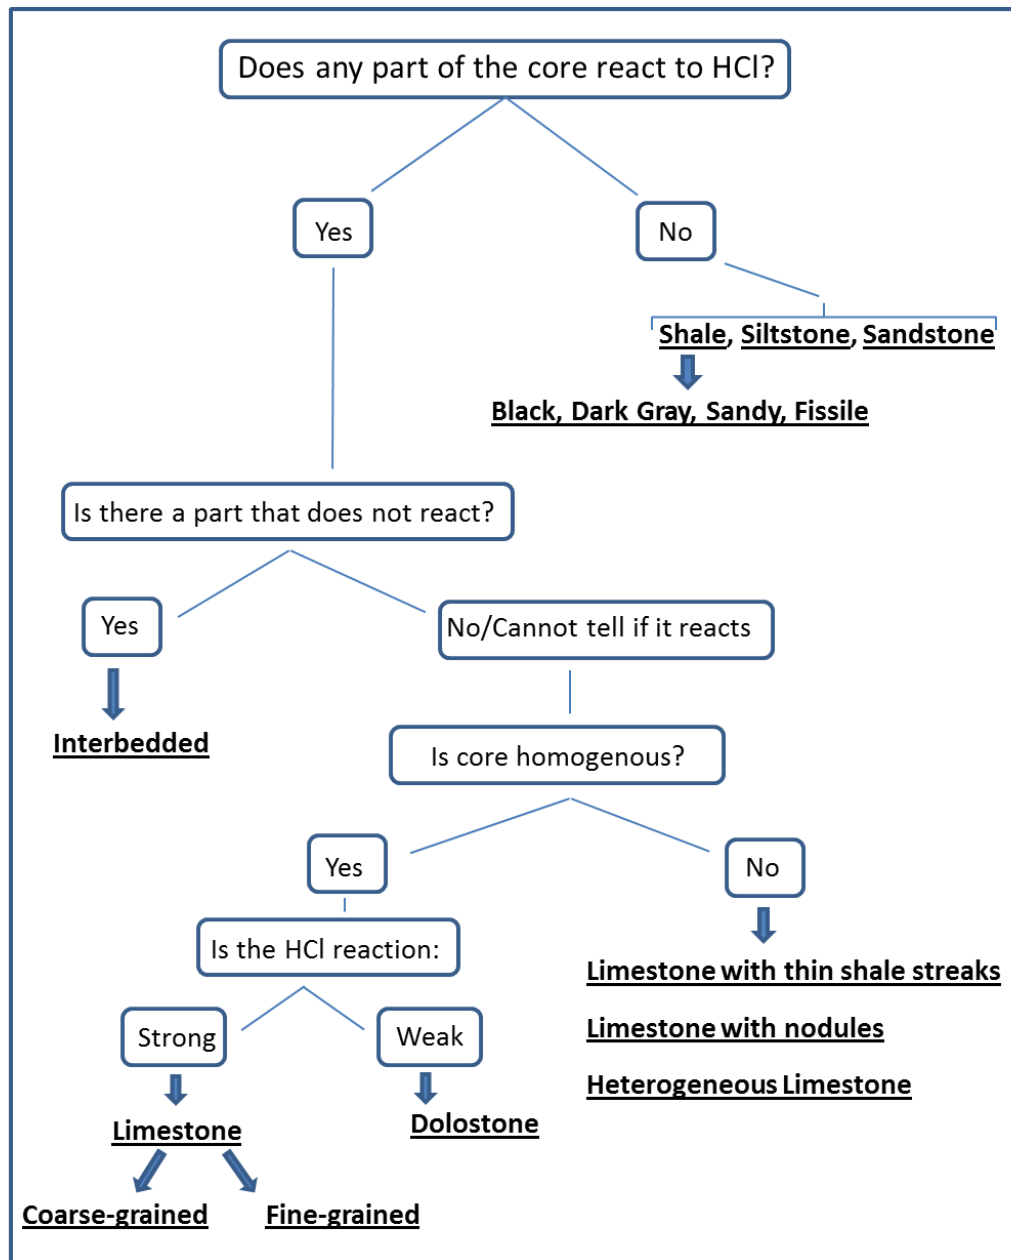 Does any part of the core react to HCl?
Yes
No
Shale, Siltstone, Sandstone
Black, Dark Gray, Sandy, Fissile
Is there a part that does not react?
Yes
No/Cannot tell if it reacts
Interbedded
Is core homogenous?
Yes
No
Is the HCl reaction:
Limestone with thin shale streaks
Limestone with nodules
Heterogeneous Limestone
Strong
Weak
Limestone
Dolostone
Coarse-grained
Fine-grained